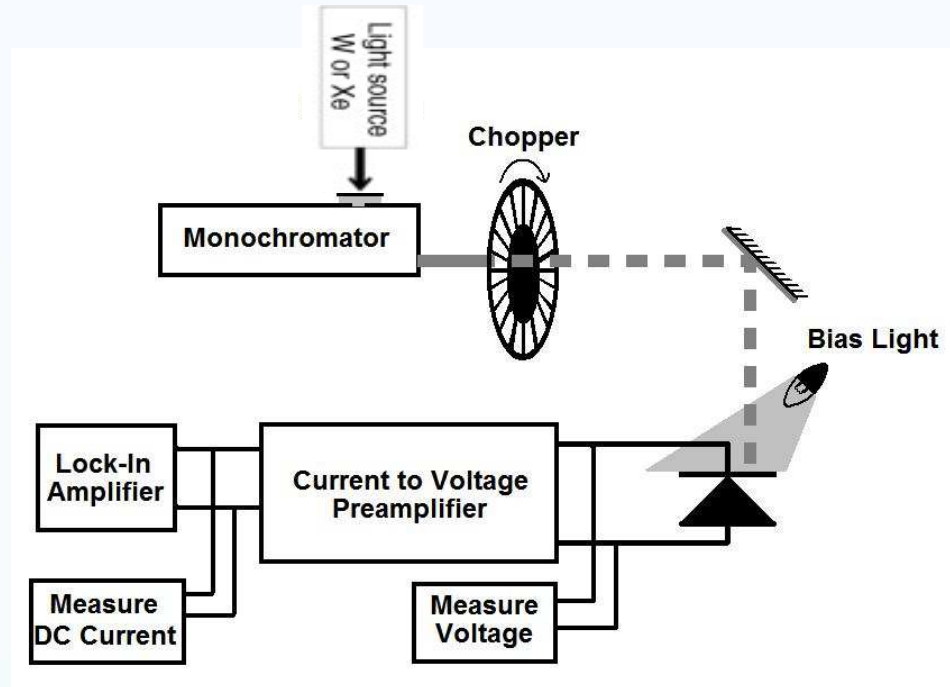 Light source
W or Xe
Chopper
Monochromator
Bias Light
Lock-In
Amplifier
Current to Voltage
Preamplifier
Measure
DC Current
Measure
Voltage